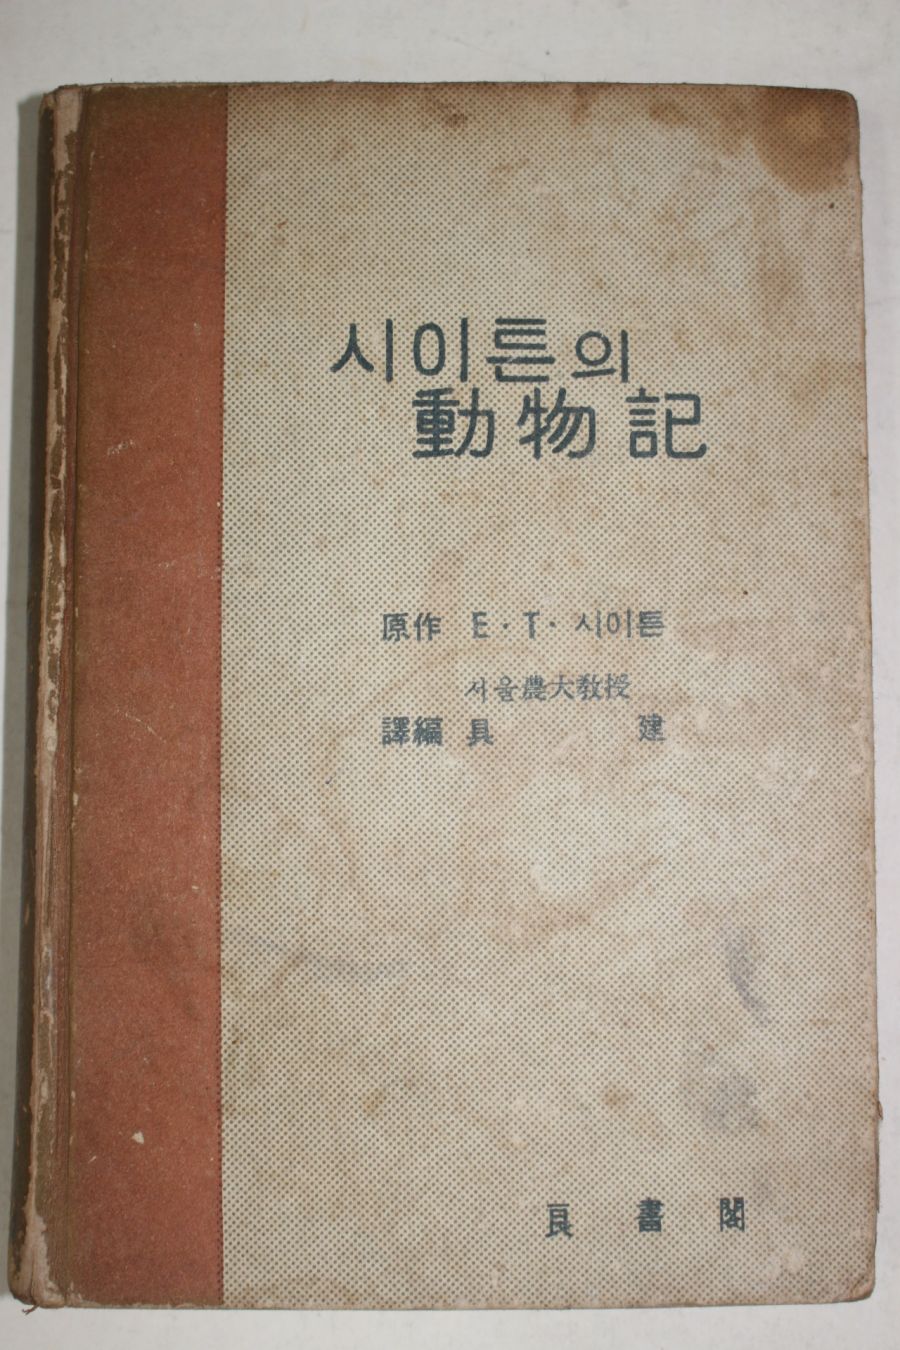 시이튼의
動物記
原作 E·T·시이튼
서울農大敎授
譯編 具 建
良書閣